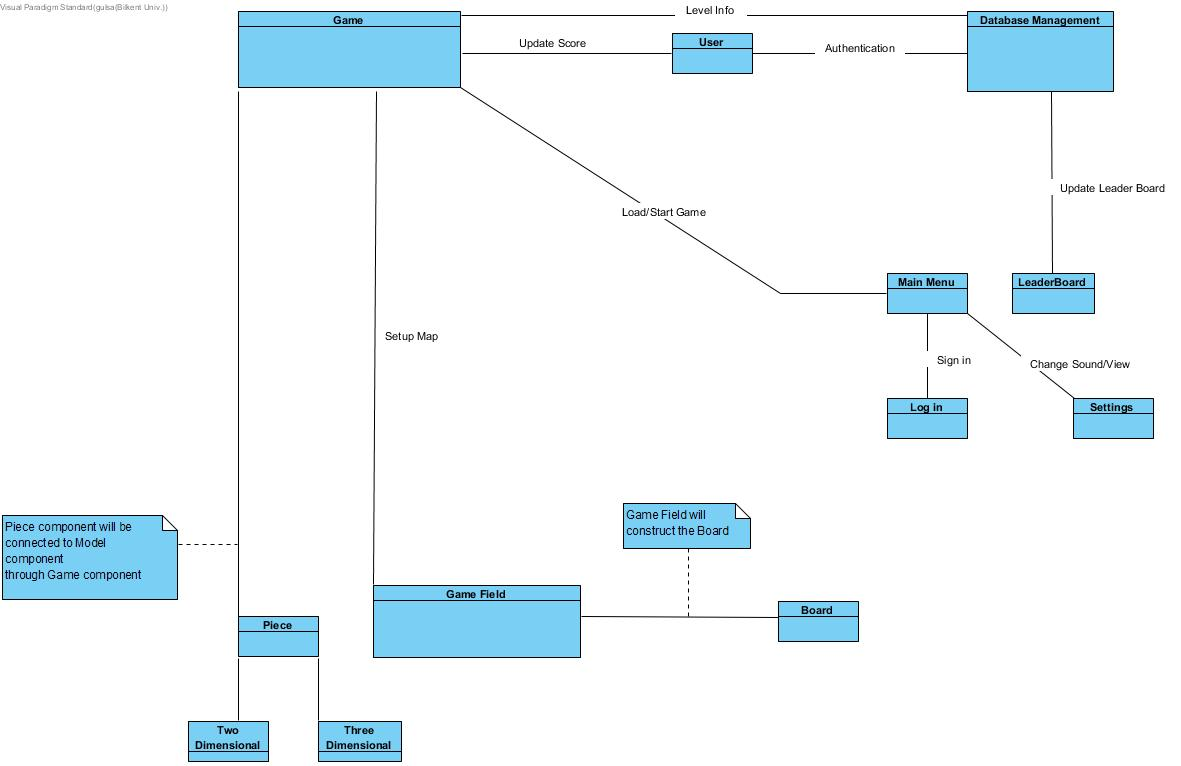 Visual Paradigm Standard(gulsa(Bilkent Univ.))
Game
Level Info
Database Management
Update Score
User
Authentication
Update Leader Board
Load/Start Game
Main Menu
LeaderBoard
Setup Map
Sign in
Change Sound/View
Log in
Settings
Piece component will be
connected to Model
component
through Game component
Game Field will
construct the Board
Game Field
Board
Piece
Two
Dimensional
Three
Dimensional